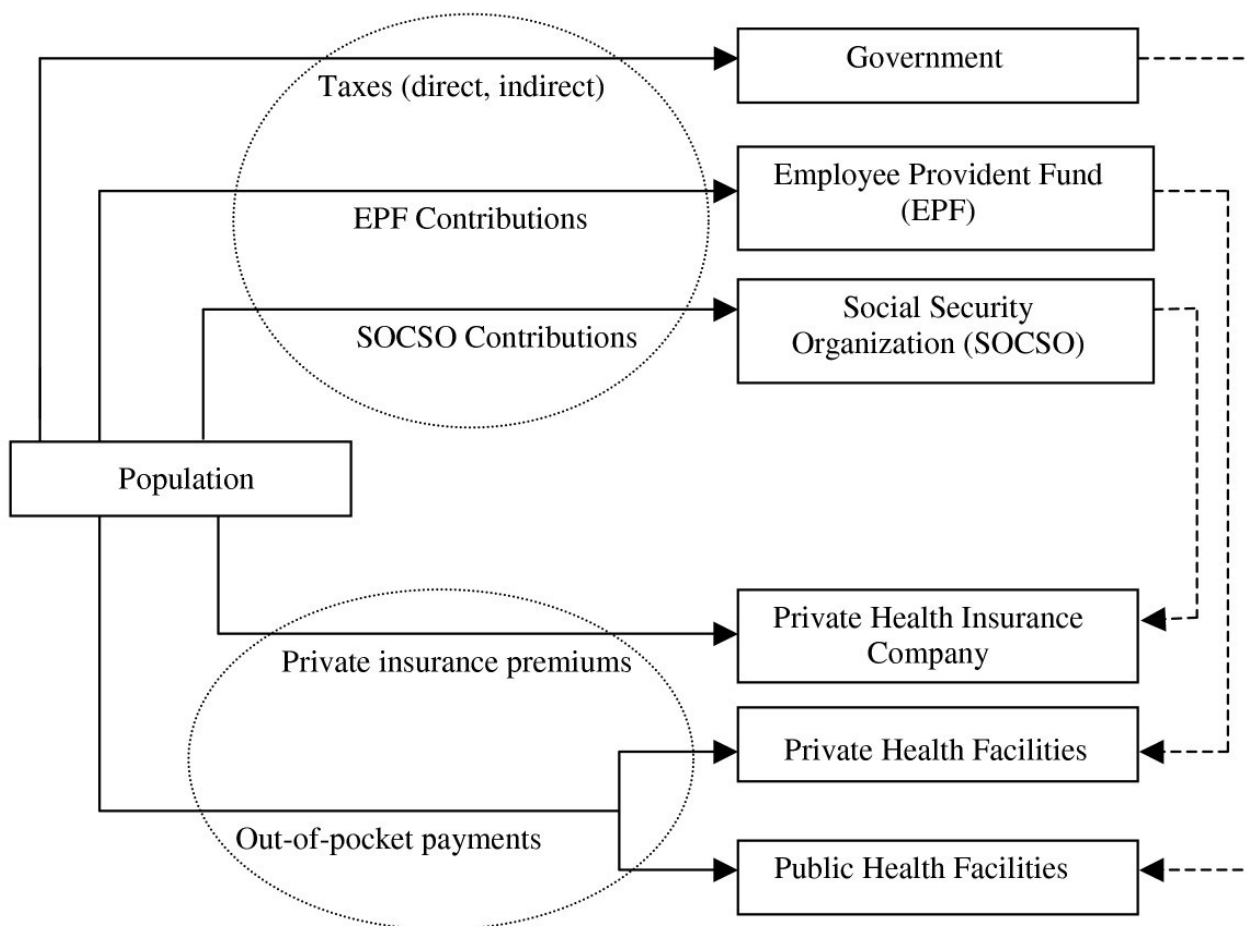 Government
Taxes (direct, indirect)
Employee Provident Fund
(EPF)
EPF Contributions
Social Security
Organization (SOCSO)
SOCSO Contributions
Population
Private Health Insurance
Company
Private insurance premiums
Private Health Facilities
Out-of-pocket payments
Public Health Facilities